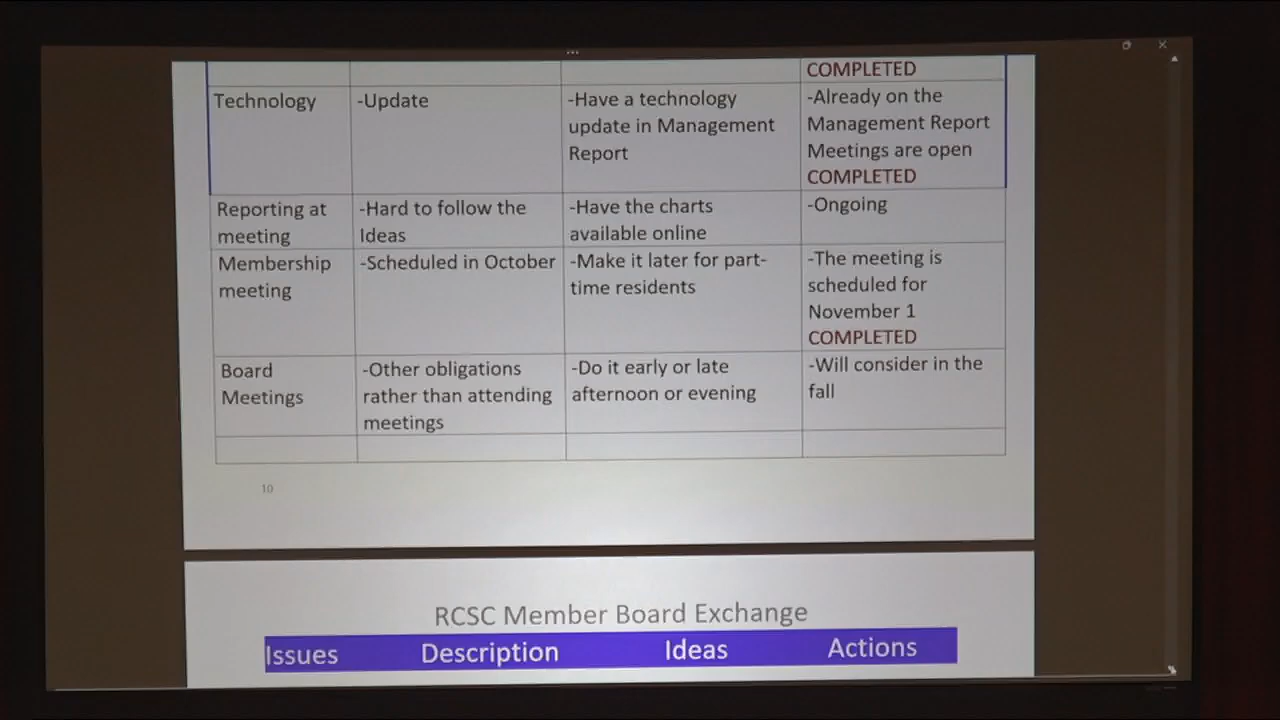 COMPLETED
Technology
-Update
-Have a technology
update in Management
Report
-Already on the
Management Report
Meetings are open
COMPLETED
Reporting at
meeting
-Hard to follow the
Ideas
-Have the charts
available online
-Ongoing
Membership
meeting
-Scheduled in October
-Make it later for part-
time residents
-The meeting is
scheduled for
November 1
COMPLETED
Board
Meetings
-Other obligations
rather than attending
meetings
-Do it early or late
afternoon or evening
-Will consider in the
fall
10
RCSC Member Board Exchange
Issues Description Ideas Actions